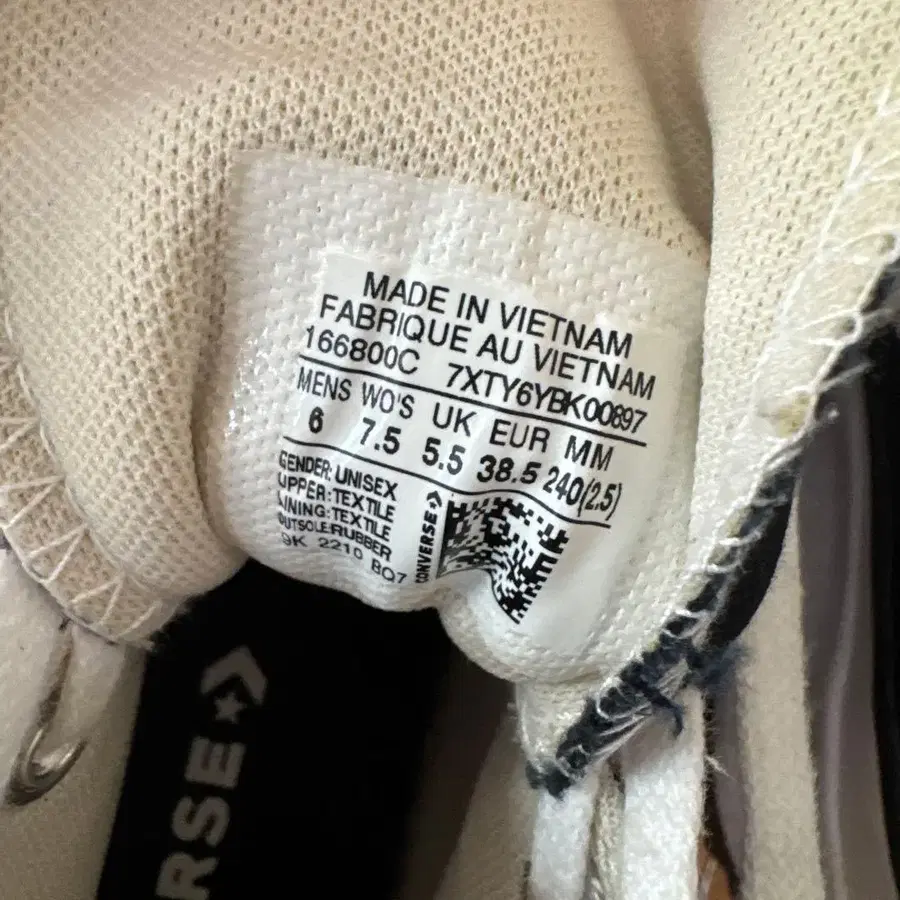 MADE IN VIETNAM
FABRIQUE AU VIETNAM
166800C 7XTY6YBK00897
MENS WO'S UK EUR MM
6 7.5 5.5 38.5 240(2.5)
GENDER: UNISEX
UPPER: TEXTILE
LINING: TEXTILE
OUTSOLE:RUBBER
9K 2210 BQ7
CONVERSE
RSE